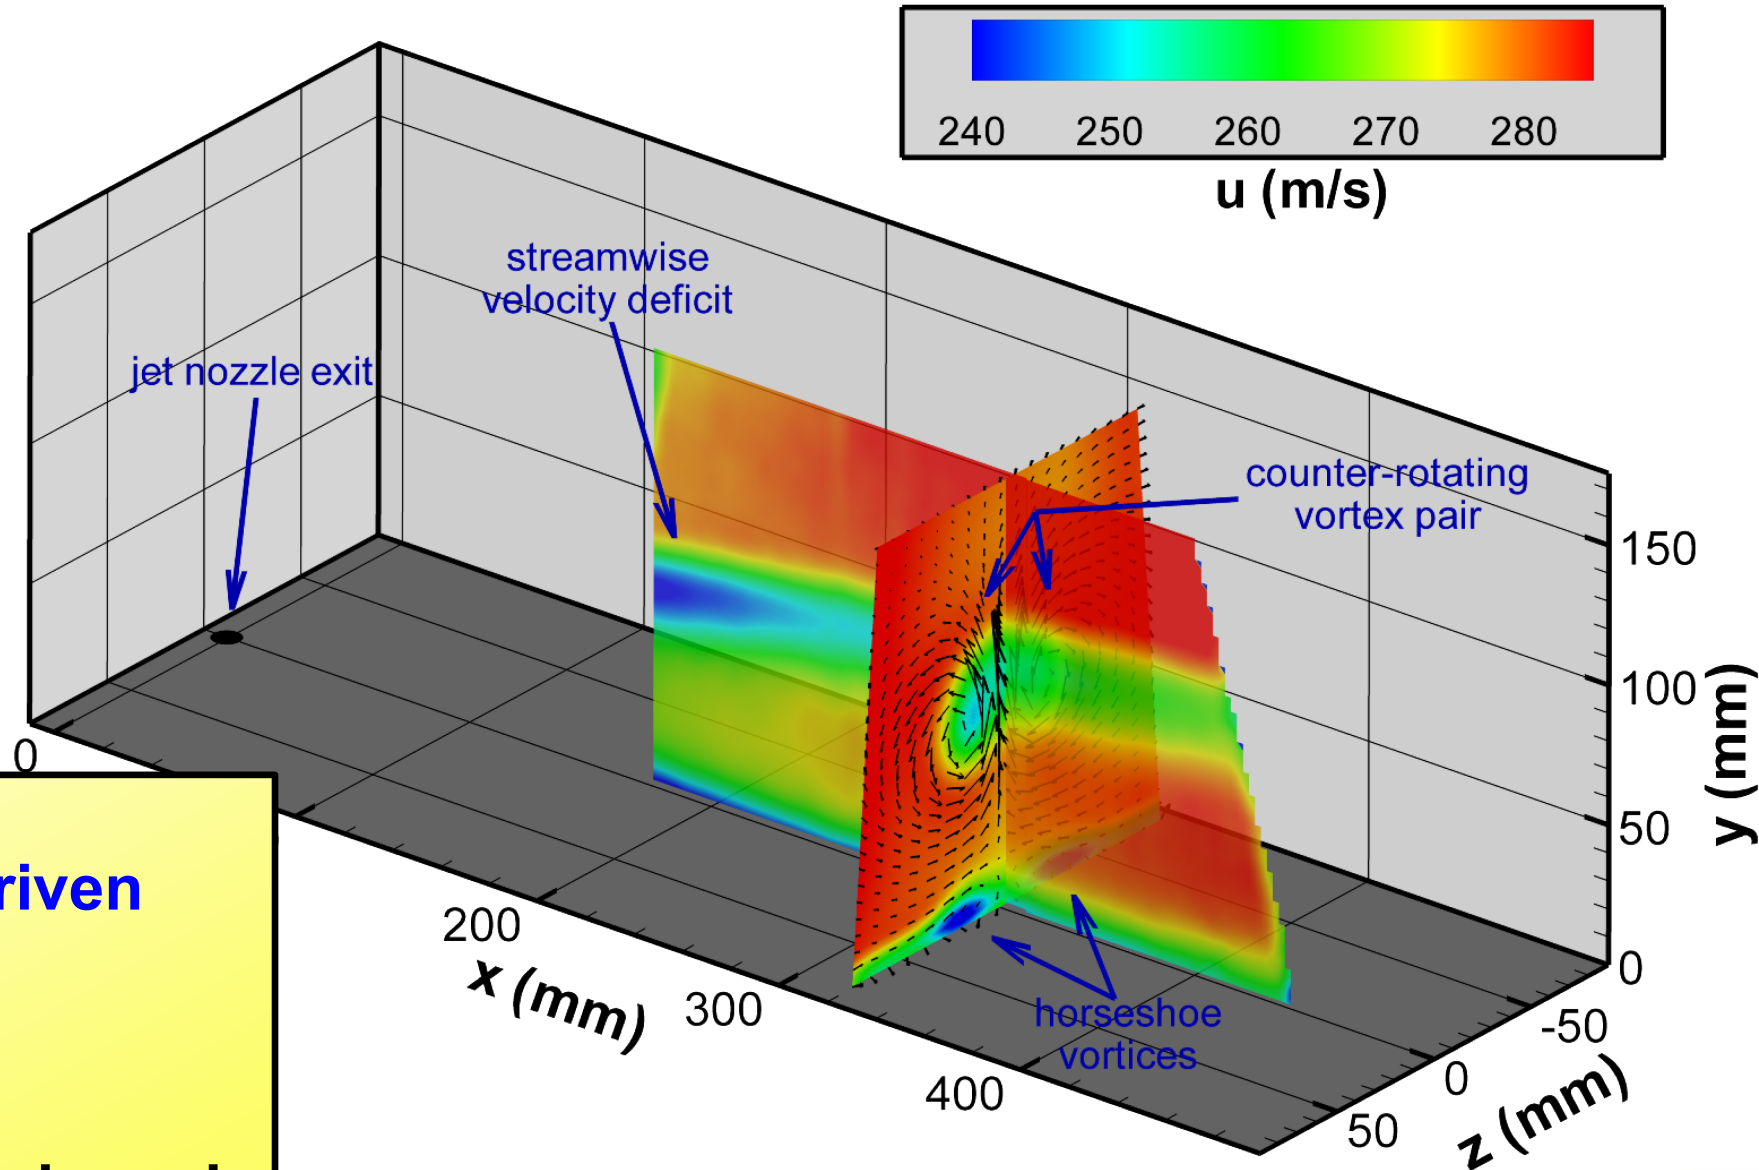 240 250 260 270 280
u (m/s)
streamwise
velocity deficit
jet nozzle exit
counter-rotating
vortex pair
150
100
50
0
y (mm)
0
200
300
400
x (mm)
-50
0
50
z (mm)
horseshoe
vortices
riven